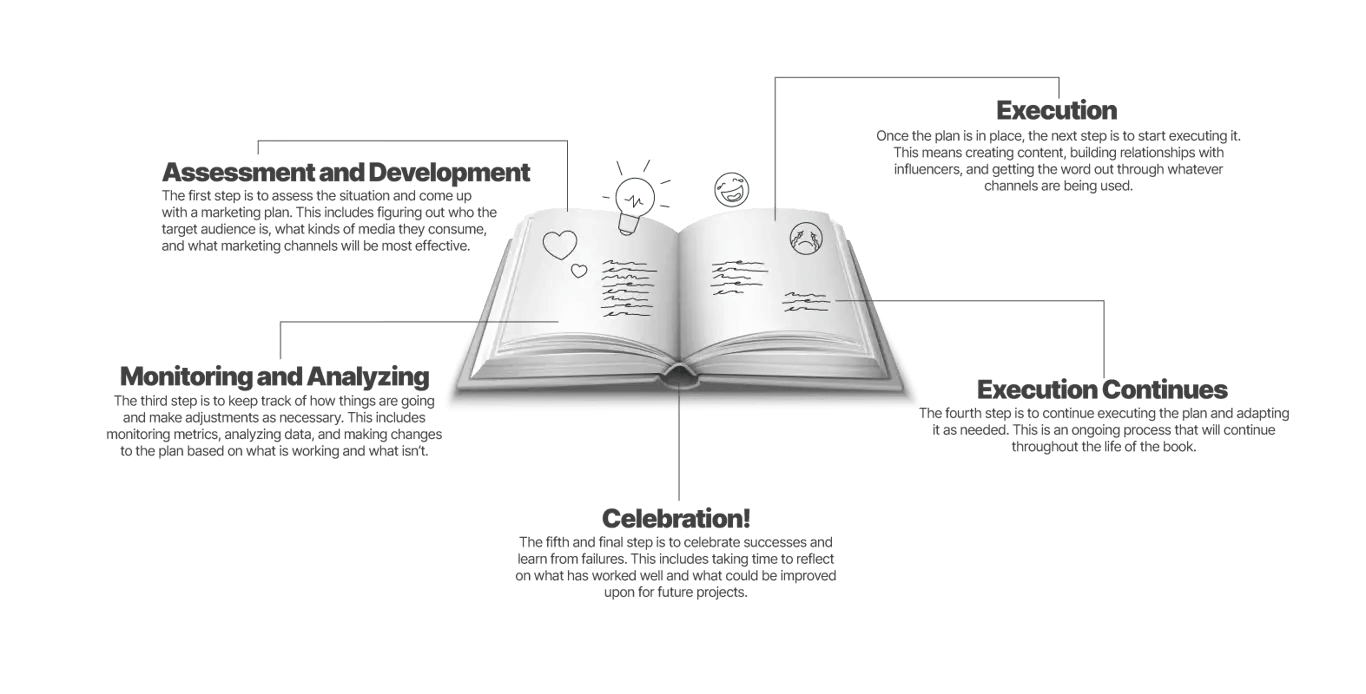 Assessment and Development
The first step is to assess the situation and come up
with a marketing plan. This includes figuring out who the
target audience is, what kinds of media they consume,
and what marketing channels will be most effective.
Execution
Once the plan is in place, the next step is to start executing it.
This means creating content, building relationships with
influencers, and getting the word out through whatever
channels are being used.
Monitoring and Analyzing
The third step is to keep track of how things are going
and make adjustments as necessary. This includes
monitoring metrics, analyzing data, and making changes
to the plan based on what is working and what isn't.
Execution Continues
The fourth step is to continue executing the plan and adapting
it as needed. This is an ongoing process that will continue
throughout the life of the book.
Celebration!
The fifth and final step is to celebrate successes and
learn from failures. This includes taking time to reflect
on what has worked well and what could be improved
upon for future projects.